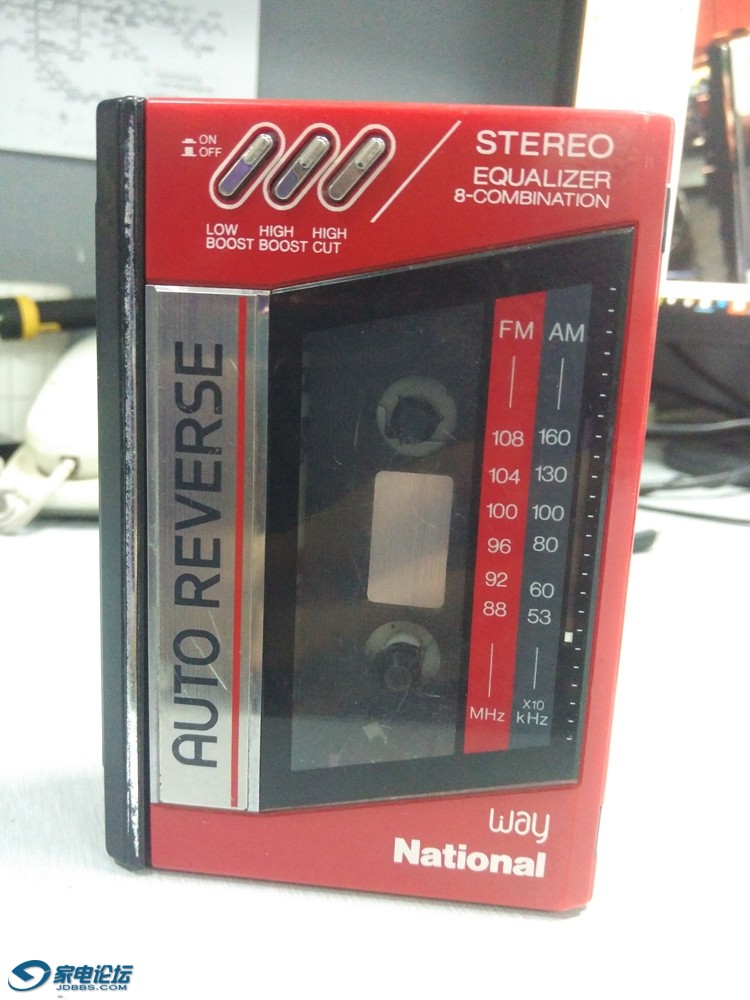 ON
OFF
LOW BOOST
HIGH BOOST
HIGH CUT
STEREO
EQUALIZER
8-COMBINATION
AUTO REVERSE
FM AM
108 160
104 130
100 100
96 80
92 60
88 53
MHz X10 kHz
way
National
家电论坛
JDBBS.COM